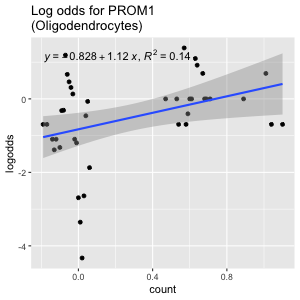 Log odds for PROM1
(Oligodendrocytes)
y = -0.828 + 1.12 x, R² = 0.14
logodds
0
-2
-4
0.0 0.4 0.8
count